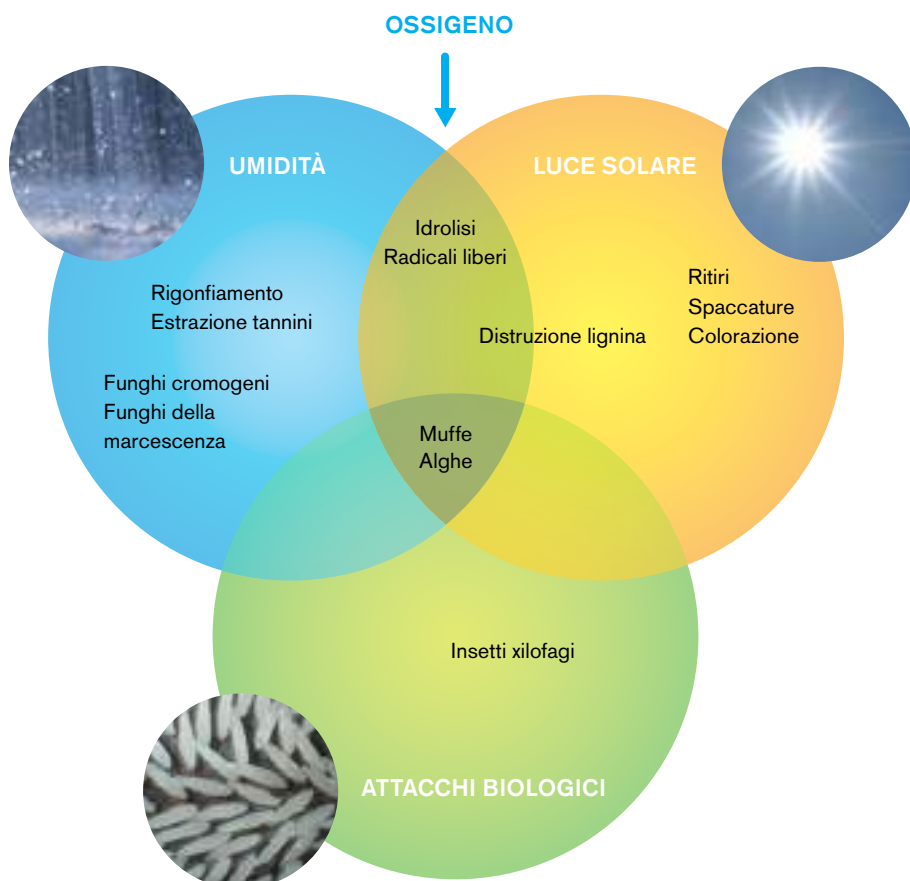 OSSIGENO
UMIDITÀ
LUCE SOLARE
Idrolisi
Radicali liberi
Rigonfiamento
Estrazione tannini
Ritiri
Spaccature
Colorazione
Distruzione lignina
Funghi cromogeni
Funghi della
marcescenza
Muffe
Alghe
Insetti xilofagi
ATTACCHI BIOLOGICI